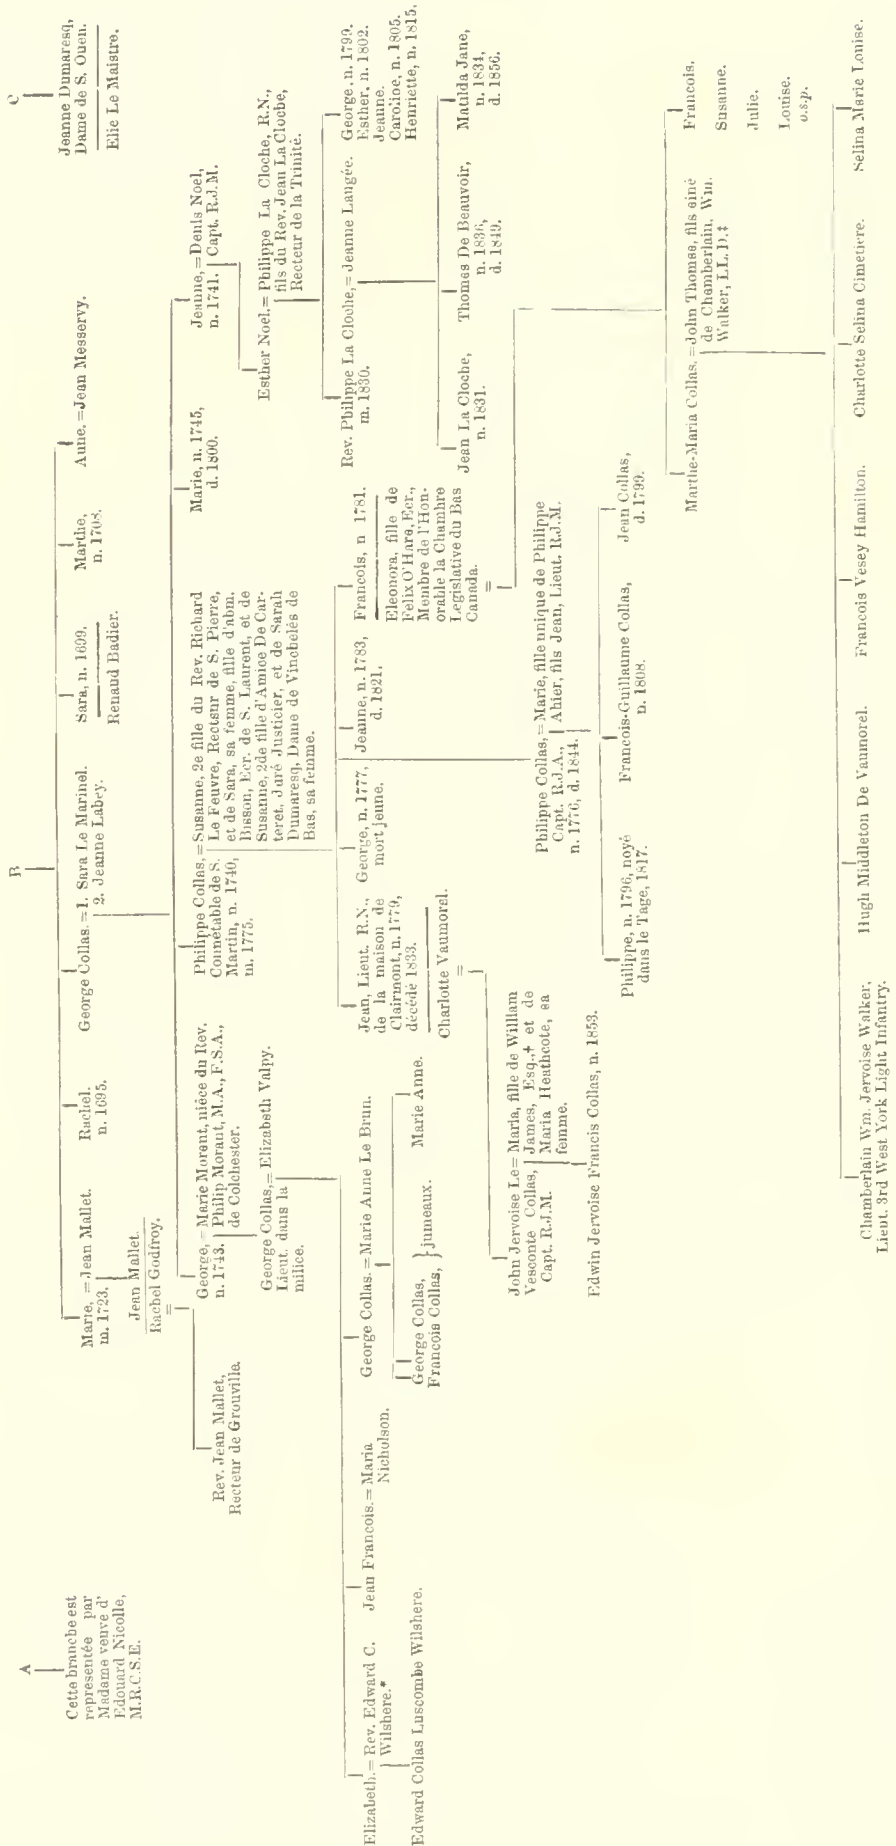 A
Cette branche est
representée par
Madame veuve d'
Edouard Nicolle,
M.R.C.S.E.
B
Marie, = Jean Mallet.
m. 1723.
Jean Mallet.
Rachel Godfroy.
=
Rev. Jean Mallet,
Recteur de Grouville.
Rachel.
n. 1695.
George Collas. = 1. Sara Le Marinel.
2. Jeanne Labey.
Sara, n. 1699.
Renaud Badier.
Marthe,
n. 1708.
Anne. = Jean Messervy.
C
Jeanne Dumaresq,
Dame de S. Ouen.
Elie Le Maistre.
George, = Marie Morant, nièce du Rev.
n. 1743. Philip Morant, M.A., F.S.A.,
de Colchester.
George Collas, = Elizabeth Valpy.
Lieut. dans la
milice.
Philippe Collas, = Susanne, 2e fille du Rev. Richard
Connétable de S. Le Feuvre, Recteur de S. Pierre,
Martin, n. 1740, et de Sara, sa femme, fille d'abm.
m. 1775. Bisson, Ecr. de S. Laurent, et de
Susanne, 2de fille d'Amice De Car-
teret, Juré Justicier, et de Sarah
Dumaresq, Dame de Vinchelés de
Bas, sa femme.
Marie, n. 1745,
d. 1800.
Jeanne, = Denis Noel,
n. 1741. Capt. R.J.M.
Esther Noel. = Philippe La Cloche, R.N.,
fils du Rev. Jean La Cloche,
Recteur de la Trinité.
Rev. Philippe La Cloche, = Jeanne Langée.
m. 1830.
George, n. 1799.
Esther, n. 1802.
Jeanne.
Caroline, n. 1805.
Henriette, n. 1815.
Jean La Cloche,
n. 1831.
Thomas De Beauvoir,
n. 1836,
d. 1849.
Matilda Jane,
n. 1834,
d. 1856.
Elizabeth. = Rev. Edward C.
Wilshere.*
Edward Collas Luscombe Wilshere.
Jean Francois. = Maria
Nicholson.
George Collas. = Marie Anne Le Brun.
George Collas,
Francois Collas, } jumeaux.
Marie Anne.
Jean, Lieut. R.N.,
de la maison de
Clairmont, n. 1779,
décédé 1833.
Charlotte Vaumorel.
=
George, n. 1777,
mort jeune.
Jeanne, n. 1783,
d. 1821.
Francois, n 1781.
Eleonora, fille de
Felix O'Hara, Ecr.,
Membre de l'Hon-
orable la Chambre
Legislative du Bas
Canada.
=
John Jervoise Le = Maria, fille de William
Vesconte Collas, James, Esq.,† et de
Capt. R.J.M. Maria Heathcote, sa
femme.
Edwin Jervoise Francis Collas, n. 1853.
Philippe Collas, = Marie, fille unique de Philippe
Capt. R.J.A., Ahier, fils Jean, Lieut. R.J.M.
n. 1776, d. 1844.
Philippe, n. 1796, noyé
dans le Tage, 1817.
Francois-Guillaume Collas,
n. 1808.
Jean Collas,
d. 1799.
Marthe-Maria Collas. = John Thomas, fils ainé
de Chamberlain. Wm.
Walker, LL.D.‡
Francois.
Susanne.
Julie.
Louise.
o.s.p.
Chamberlain Wm. Jervoise Walker,
Lieut. 3rd West York Light Infantry.
Hugh Middleton De Vaumorel.
Francois Vesey Hamilton.
Charlotte Selina Cimetiere.
Selina Marie Louise.